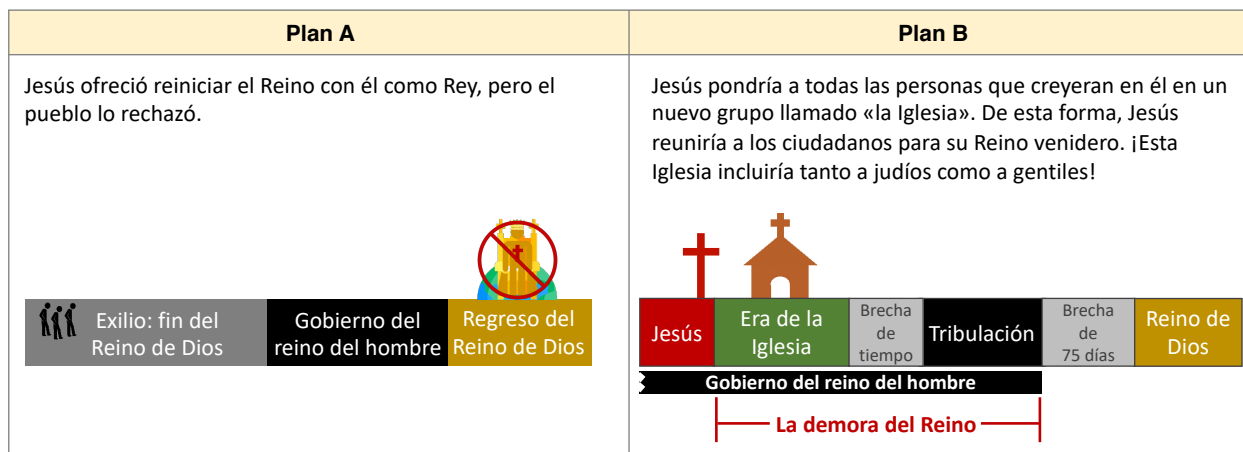 Plan A
Plan B
Jesús ofreció reiniciar el Reino con él como Rey, pero el
pueblo lo rechazó.
Jesús pondría a todas las personas que creyeran en él en un
nuevo grupo llamado «la Iglesia». De esta forma, Jesús
reuniría a los ciudadanos para su Reino venidero. ¡Esta
Iglesia incluiría tanto a judíos como a gentiles!
Exilio: fin del
Reino de Dios
Gobierno del
reino del hombre
Regreso del
Reino de Dios
Jesús
Era de la
Iglesia
Brecha
de
tiempo
Tribulación
Brecha
de
75 días
Reino de
Dios
Gobierno del reino del hombre
La demora del Reino